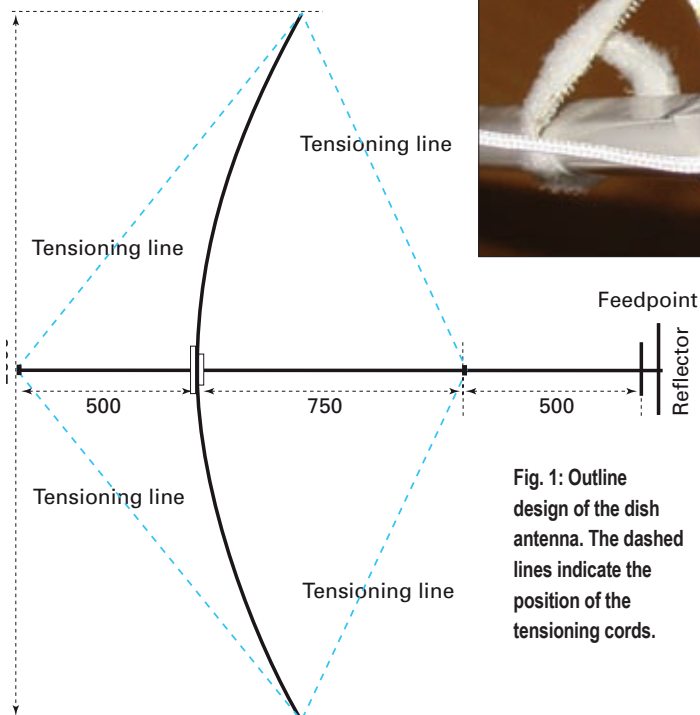 Tensioning line
Tensioning line
Feedpoint
Reflector
500
750
500
Tensioning line
Tensioning line
Fig. 1: Outline
design of the dish
antenna. The dashed
lines indicate the
position of the
tensioning cords.